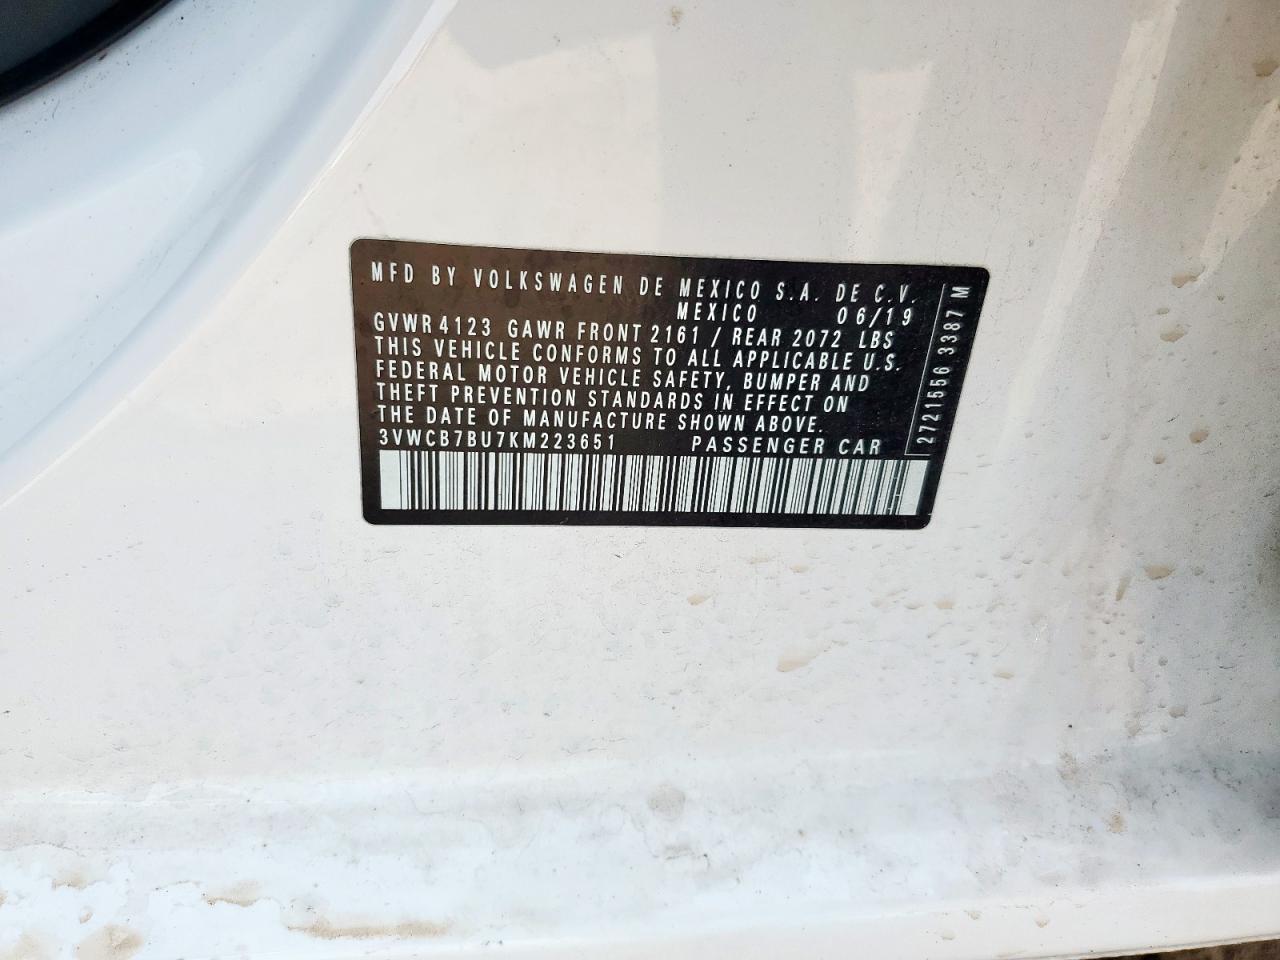 MFD BY VOLKSWAGEN DE MEXICO S.A. DE C.V.
MEXICO 06/19
GVWR 4123 GAWR FRONT 2161 / REAR 2072 LBS
THIS VEHICLE CONFORMS TO ALL APPLICABLE U.S.
FEDERAL MOTOR VEHICLE SAFETY, BUMPER AND
THEFT PREVENTION STANDARDS IN EFFECT ON
THE DATE OF MANUFACTURE SHOWN ABOVE.
3VWCB7BU7KM223651 PASSENGER CAR
2721556 3387 M